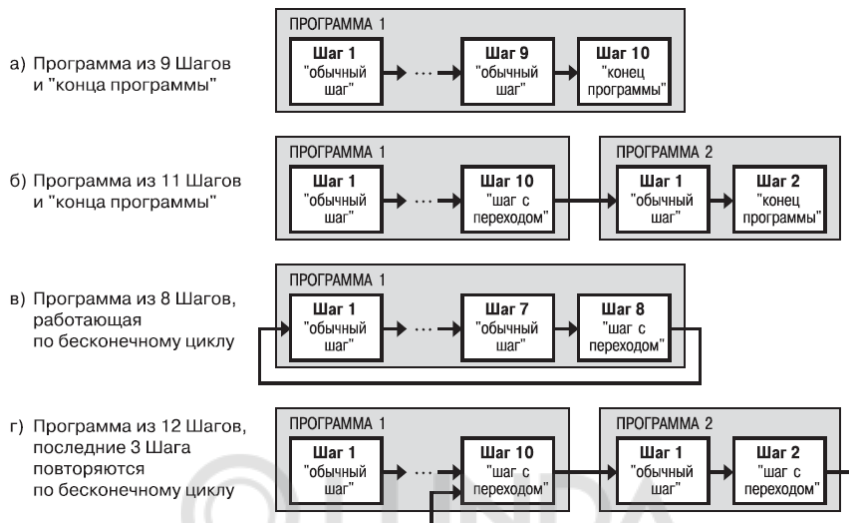 ПРОГРАММА 1
а) Программа из 9 Шагов
и "конца программы"
Шаг 1
"обычный
шаг"
...
Шаг 9
"обычный
шаг"
Шаг 10
"конец
программы"
ПРОГРАММА 1
ПРОГРАММА 2
б) Программа из 11 Шагов
и "конца программы"
Шаг 1
"обычный
шаг"
...
Шаг 10
"шаг с
переходом"
Шаг 1
"обычный
шаг"
Шаг 2
"конец
программы"
ПРОГРАММА 1
в) Программа из 8 Шагов,
работающая
по бесконечному циклу
Шаг 1
"обычный
шаг"
...
Шаг 7
"обычный
шаг"
Шаг 8
"шаг с
переходом"
ПРОГРАММА 1
ПРОГРАММА 2
г) Программа из 12 Шагов,
последние 3 Шага
повторяются
по бесконечному циклу
Шаг 1
"обычный
шаг"
...
Шаг 10
"шаг с
переходом"
Шаг 1
"обычный
шаг"
Шаг 2
"шаг с
переходом"